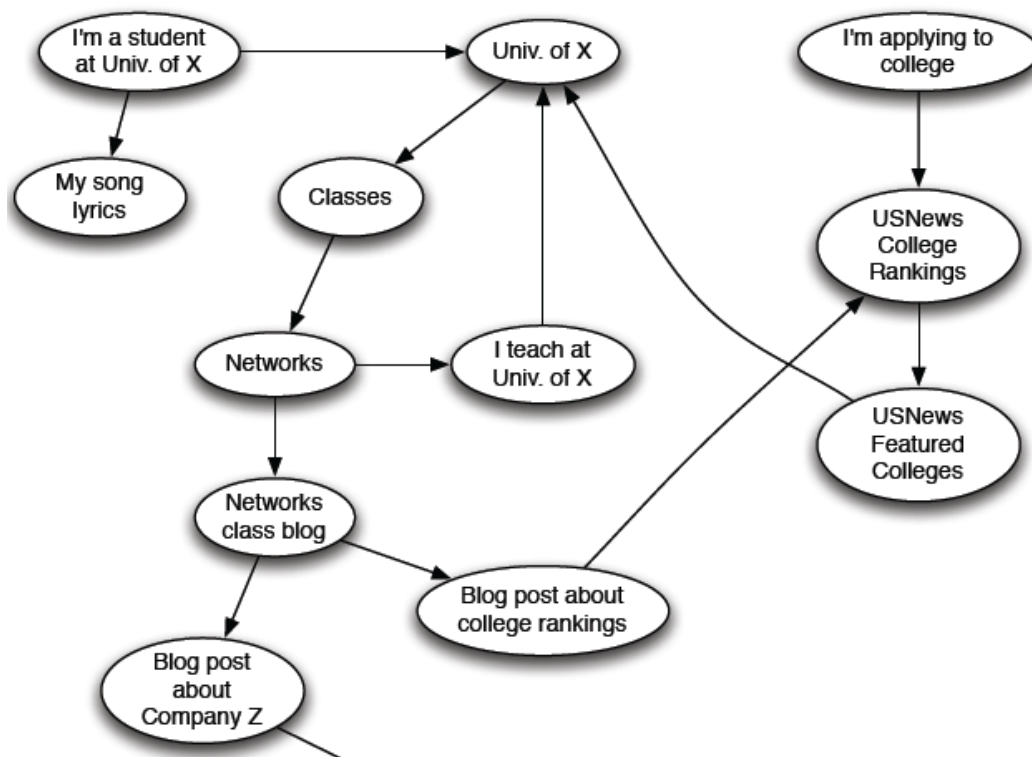 I'm a student
at Univ. of X
Univ. of X
I'm applying to
college
My song
lyrics
Classes
USNews
College
Rankings
Networks
I teach at
Univ. of X
USNews
Featured
Colleges
Networks
class blog
Blog post about
college rankings
Blog post
about
Company Z